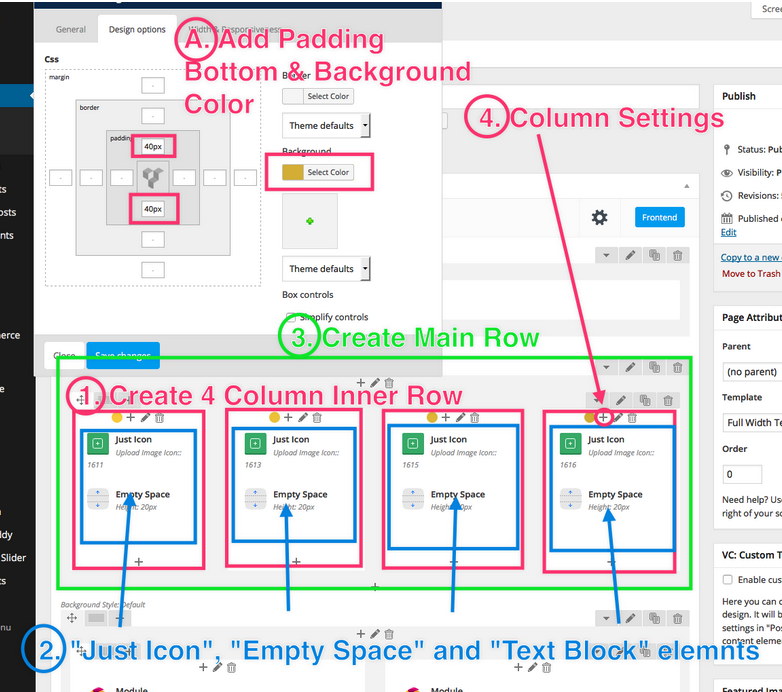 Scree
General
Design options
Width & Responsiveness
A. Add Padding
Bottom & Background
Color
Css
margin
border
padding
40px
40px
-
-
-
-
-
-
-
-
-
-
Border
Select Color
Theme defaults
Background
Select Color
Theme defaults
Box controls
Simplify controls
Close
Save changes
4. Column Settings
Frontend
3. Create Main Row
1. Create 4 Column Inner Row
Just Icon
Upload Image Icon::
1611
Empty Space
Height: 20px
Just Icon
Upload Image Icon::
1613
Empty Space
Height: 20px
Just Icon
Upload Image Icon::
1615
Empty Space
Height: 20px
Just Icon
Upload Image Icon::
1616
Empty Space
Height: 20px
Background Style: Default
2. "Just Icon", "Empty Space" and "Text Block" elemnts
Module
Module
Publish
Status: Pub
Visibility: P
Revisions:
Published
Edit
Copy to a new
Move to Trash
Page Attribut
Parent
(no parent)
Template
Full Width Te
Order
0
Need help? Us
right of your sc
VC: Custom T
Enable cus
Here you can c
design. It will b
settings in "Pos
content eleme
Featured Ima
ts
osts
nts
erce
e
ddy
Slider
ts
nu